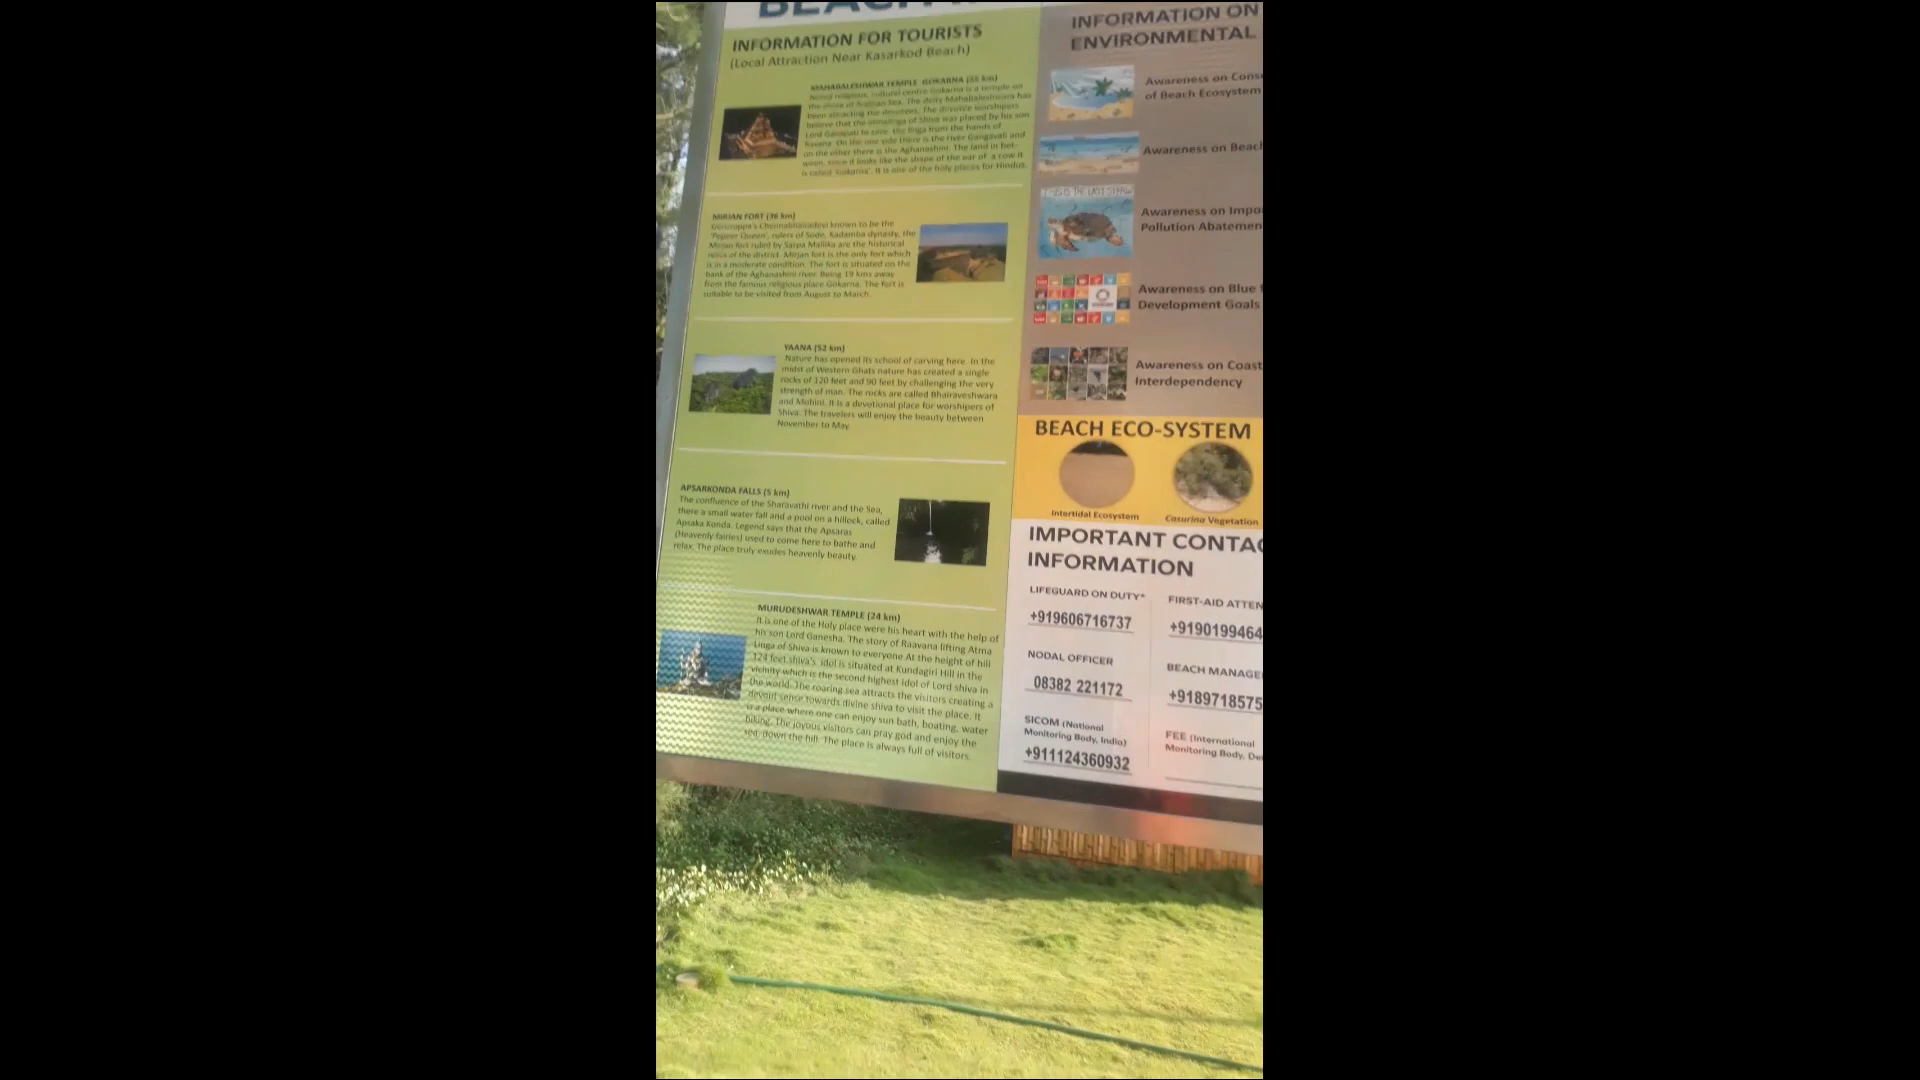 BEACH
INFORMATION FOR TOURISTS
(Local Attraction Near Kasarkod Beach)
MAHABALESHWAR TEMPLE GOKARNA (55 km)
Noted religious, cultural centre Gokarna is a temple on
the shore of Arabian Sea. The deity Mahabaleshwara has
been attracting the devotees. The divorce worshippes
believe that the atmalinga of Shiva was placed by his son
Lord Ganapati to save the linga from the hands of
Ravana. On the one side there is the river Gangavali and
on the other there is the Aghanashini. The land in bet-
ween, since it looks like the shape of the ear of a cow it
is called 'Gokarna'. It is one of the holy places for Hindus.
MIRJAN FORT (36 km)
Gerusoppa's Chennabhairadevi known to be the
'Pepper Queen', rulers of Sode, Kadamba dynasty, the
Mirjan fort ruled by Sarpa Mallika are the historical
relics of the district. Mirjan fort is the only fort which
is in a moderate condition. The fort is situated on the
bank of the Aghanashini river. Being 19 kms away
from the famous religious place Gokarna. The fort is
suitable to be visited from August to March.
YAANA (52 km)
Nature has opened its school of carving here. In the
midst of Western Ghats nature has created a single
rocks of 120 feet and 90 feet by challenging the very
strength of man. The rocks are called Bhairaveshwara
and Mohini. It is a devotional place for worshipers of
Shiva. The travelers will enjoy the beauty between
November to May.
APSARKONDA FALLS (5 km)
The confluence of the Sharavathi river and the Sea,
there a small water fall and a pool on a hillock, called
Apsaka Konda. Legend says that the Apsaras
(Heavenly fairies) used to come here to bathe and
relax. The place truly exudes heavenly beauty.
MURUDESHWAR TEMPLE (24 km)
It is one of the Holy place were his heart with the help of
his son Lord Ganesha. The story of Raavana lifting Atma
Linga of Shiva is known to everyone At the height of hill
124 feet shiva's idol is situated at Kundagiri Hill in the
vicinity which is the second highest idol of Lord shiva in
the world. The roaring sea attracts the visitors creating a
devout sense towards divine shiva to visit the place. It
is a place where one can enjoy sun bath, boating, water
biking. The joyous visitors can pray god and enjoy the
sea, down the hill. The place is always full of visitors.
INFORMATION ON
ENVIRONMENTAL
Awareness on Cons
of Beach Ecosystem
Awareness on Beac
Awareness on Impo
Pollution Abatemen
Awareness on Blue
Development Goals
Awareness on Coast
Interdependency
BEACH ECO-SYSTEM
Intertidal Ecosystem
Casurina Vegetation
IMPORTANT CONTAC
INFORMATION
LIFEGUARD ON DUTY*
+919606716737
FIRST-AID ATTEN
+9190199464
NODAL OFFICER
08382 221172
BEACH MANAGE
+9189718575
SICOM (National
Monitoring Body, India)
+911124360932
FEE (International
Monitoring Body, De